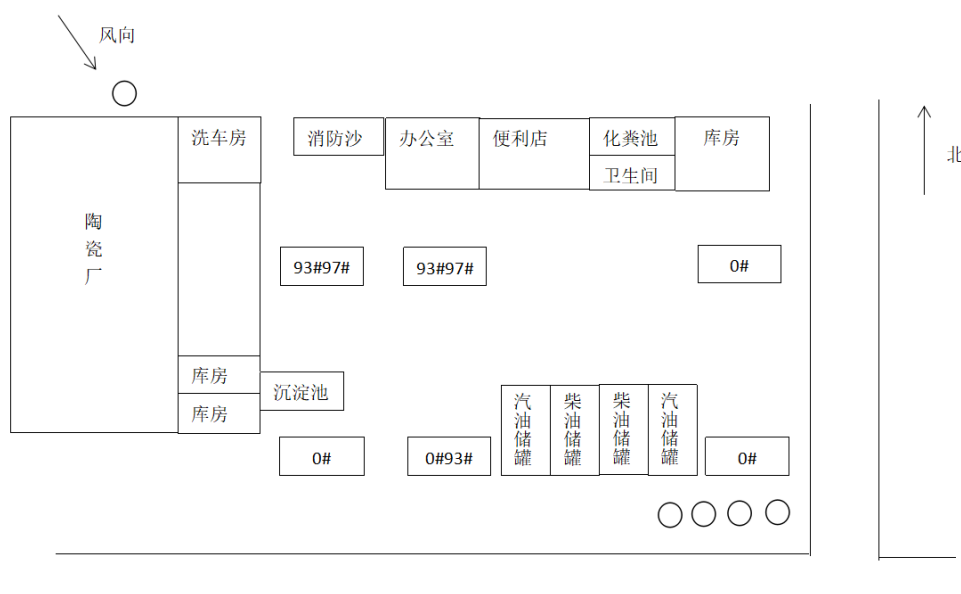 风向
北
洗车房
消防沙
办公室
便利店
化粪池
库房
卫生间
陶瓷厂
93#97#
93#97#
0#
库房
沉淀池
库房
汽油储罐
柴油储罐
柴油储罐
汽油储罐
0#
0#93#
0#